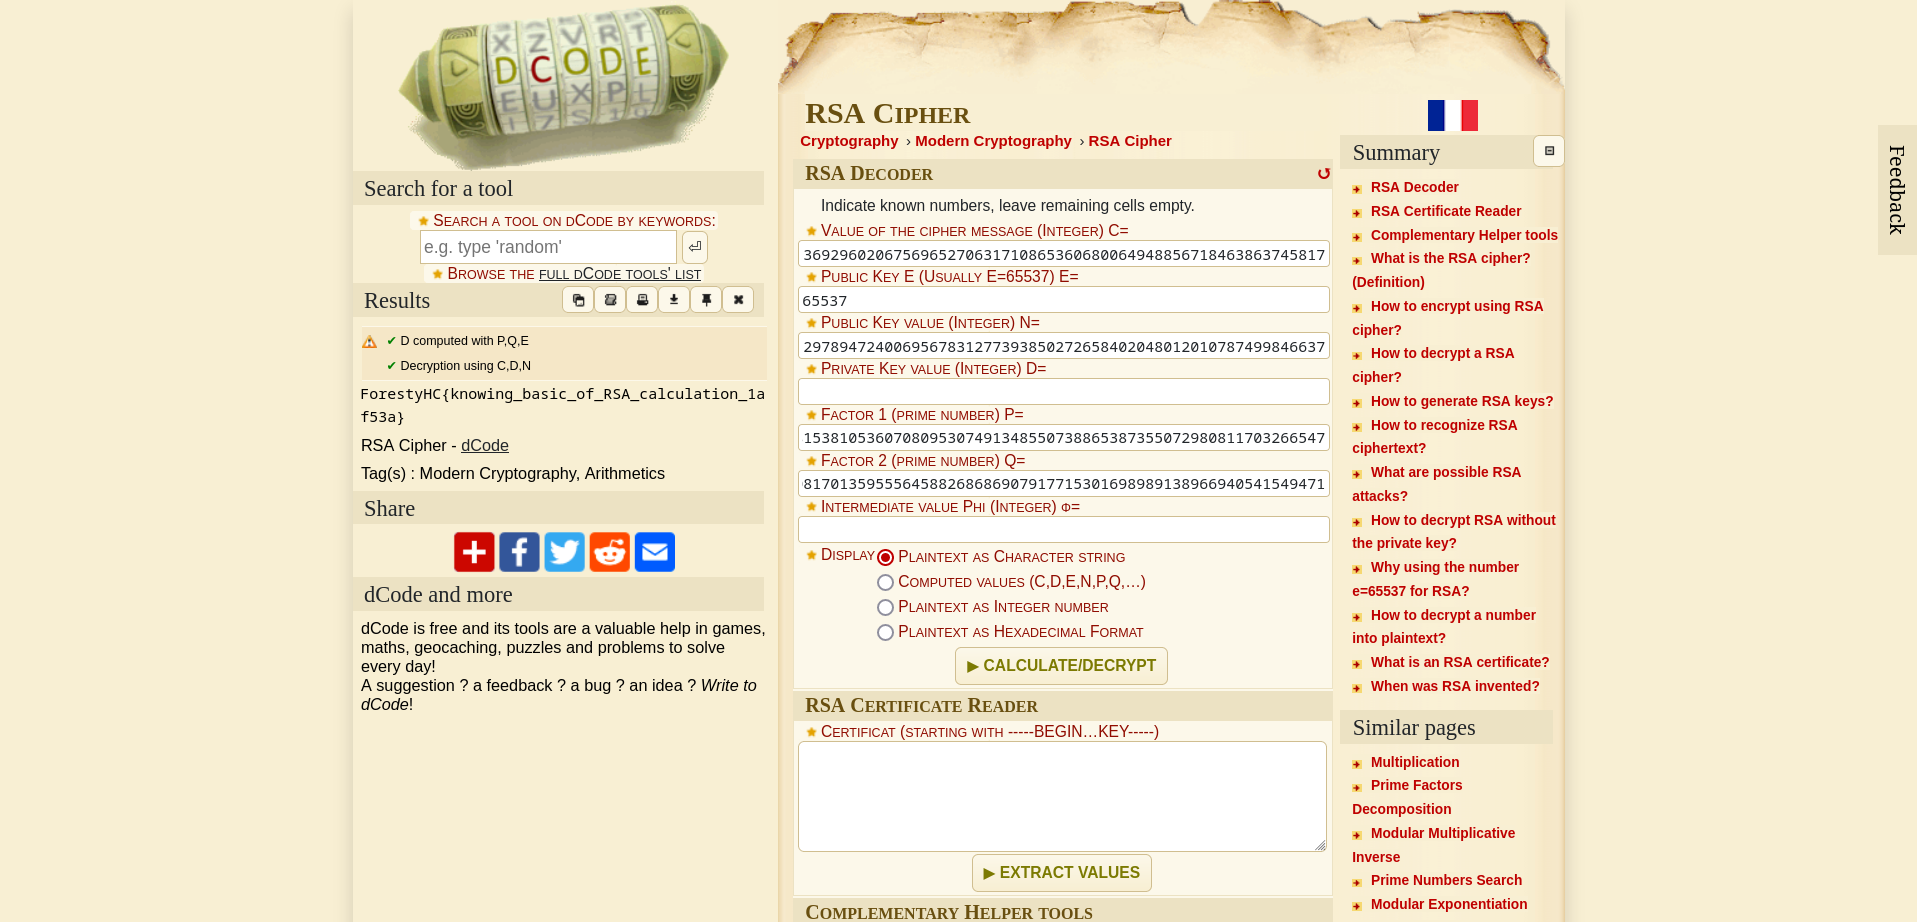 DCODE
Search for a tool
Search a tool on dCode by keywords:
e.g. type 'random'
Browse the full dCode tools' list
Results
D computed with P,Q,E
Decryption using C,D,N
ForestyHC{knowing_basic_of_RSA_calculation_1a
f53a}
RSA Cipher - dCode
Tag(s) : Modern Cryptography, Arithmetics
Share
dCode and more
dCode is free and its tools are a valuable help in games,
maths, geocaching, puzzles and problems to solve
every day!
A suggestion ? a feedback ? a bug ? an idea ? Write to
dCode!
RSA Cipher
Cryptography › Modern Cryptography › RSA Cipher
RSA Decoder
Indicate known numbers, leave remaining cells empty.
Value of the cipher message (Integer) C=
3692960206756965270631710865360680064948856718463863745817
Public Key E (Usually E=65537) E=
65537
Public Key value (Integer) N=
2978947240069567831277393850272658402048012010787499846637
Private Key value (Integer) D=
Factor 1 (prime number) P=
1538105360708095307491348550738865387355072980811703266547
Factor 2 (prime number) Q=
8170135955564588268686907917715301698989138966940541549471
Intermediate value Phi (Integer) Φ=
Display
Plaintext as Character string
Computed values (C,D,E,N,P,Q,…)
Plaintext as Integer number
Plaintext as Hexadecimal Format
▶ CALCULATE/DECRYPT
RSA Certificate Reader
Certificat (starting with -----BEGIN…KEY-----)
▶ EXTRACT VALUES
Complementary Helper tools
Summary
RSA Decoder
RSA Certificate Reader
Complementary Helper tools
What is the RSA cipher?
(Definition)
How to encrypt using RSA
cipher?
How to decrypt a RSA
cipher?
How to generate RSA keys?
How to recognize RSA
ciphertext?
What are possible RSA
attacks?
How to decrypt RSA without
the private key?
Why using the number
e=65537 for RSA?
How to decrypt a number
into plaintext?
What is an RSA certificate?
When was RSA invented?
Similar pages
Multiplication
Prime Factors
Decomposition
Modular Multiplicative
Inverse
Prime Numbers Search
Modular Exponentiation
Feedback